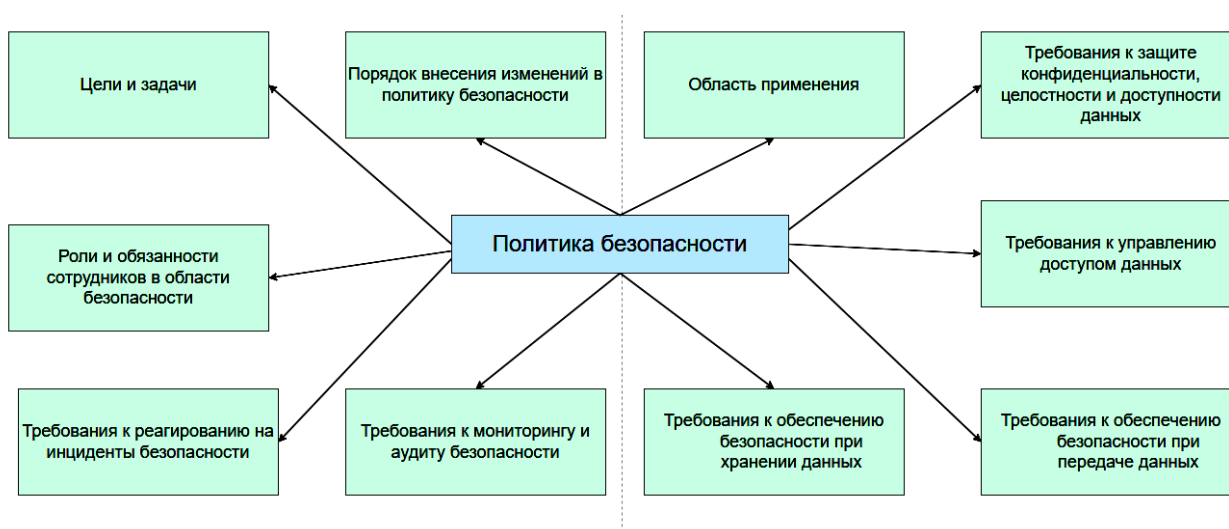 Цели и задачи
Порядок внесения изменений в
политику безопасности
Область применения
Требования к защите
конфиденциальности,
целостности и доступности
данных
Политика безопасности
Роли и обязанности
сотрудников в области
безопасности
Требования к управлению
доступом данных
Требования к реагированию на
инциденты безопасности
Требования к мониторингу и
аудиту безопасности
Требования к обеспечению
безопасности при
хранении данных
Требования к обеспечению
безопасности при
передаче данных